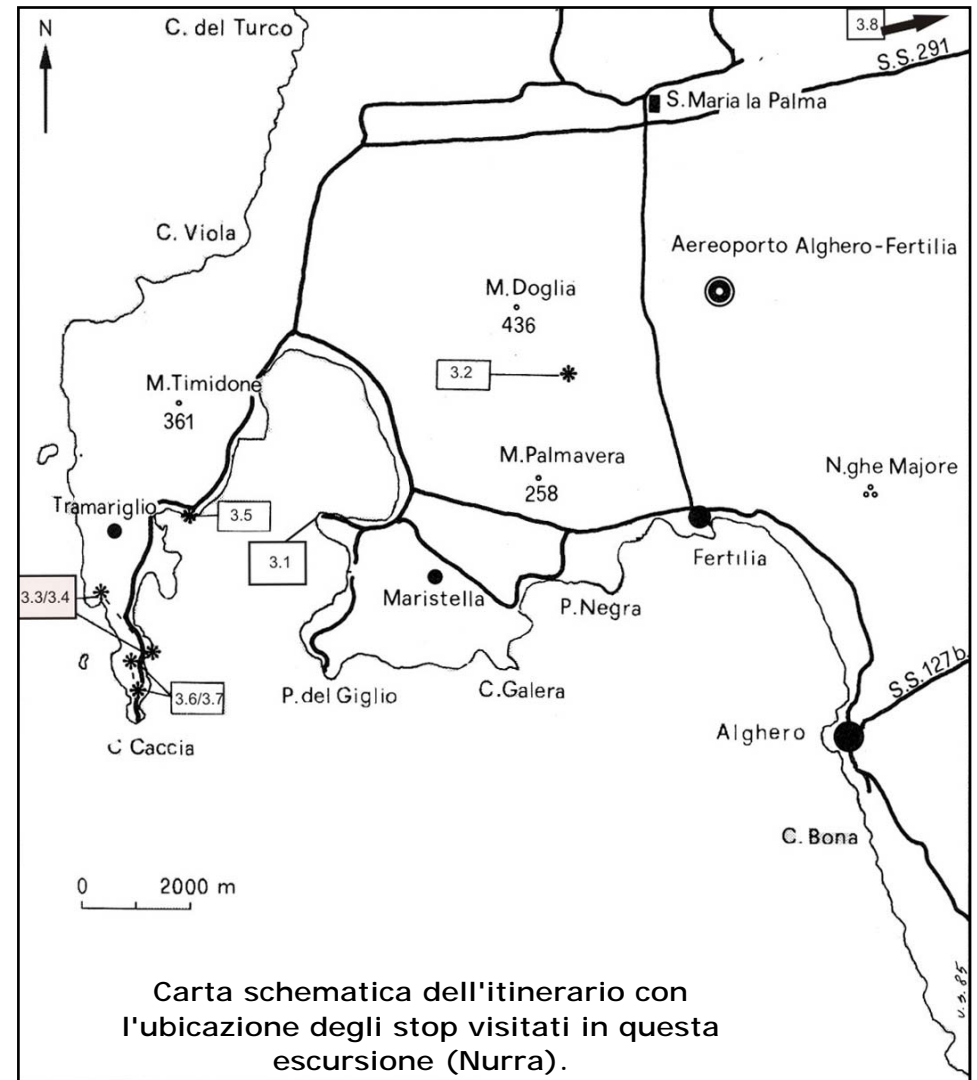 N
C. del Turco
3.8
S.S. 291
S. Maria la Palma
C. Viola
Aereoporto Alghero-Fertilia
M. Doglia
436
3.2
M. Timidone
361
M. Palmavera
258
N.ghe Majore
Tramariglio
3.5
3.1
Fertilia
3.3/3.4
Maristella
P. Negra
3.6/3.7
P. del Giglio
C. Galera
S.S. 127b.
C Caccia
Alghero
C. Bona
0 2000 m
v.s. 85
Carta schematica dell'itinerario con
l'ubicazione degli stop visitati in questa
escursione (Nurra).